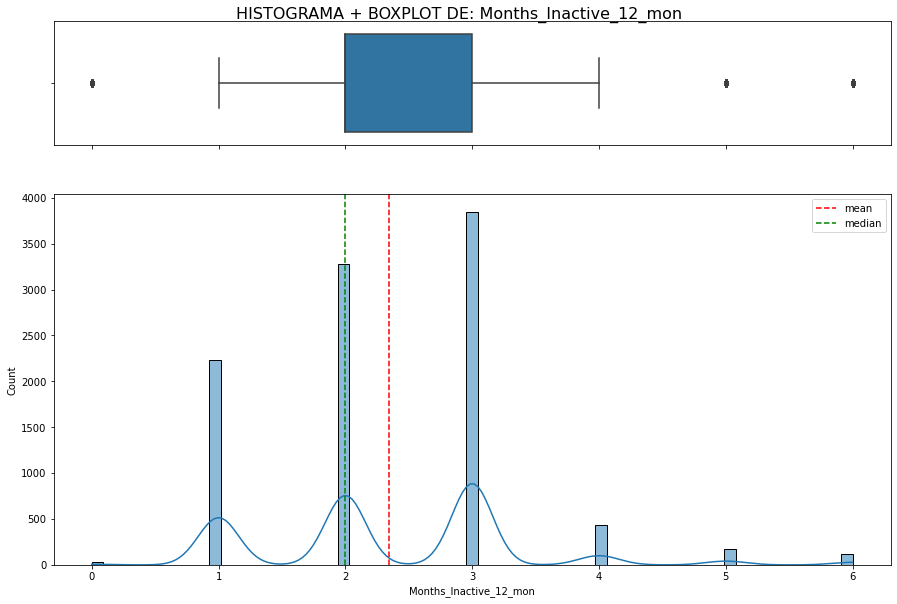 HISTOGRAMA + BOXPLOT DE: Months_Inactive_12_mon
mean
median
4000
3500
3000
2500
2000
1500
1000
500
0
Count
0 1 2 3 4 5 6
Months_Inactive_12_mon